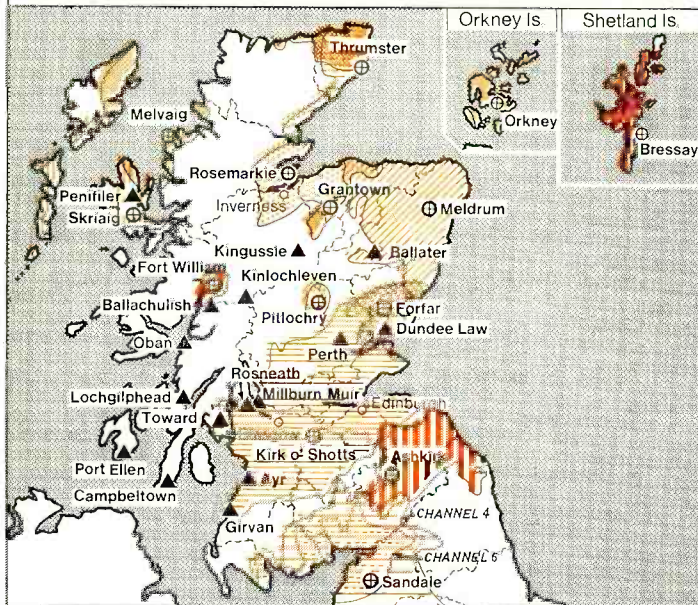 Orkney Is.
Shetland Is.
Thrumster
Melvaig
Orkney
Bressay
Rosemarkie
Penifiler
Grantown
Inverness
Meldrum
Skriaig
Kingussie
Ballater
Fort William
Kinlochleven
Ballachulish
Pitlochry
Forfar
Dundee Law
Oban
Perth
Rosneath
Lochgilphead
Millburn Muir
Edinburgh
Toward
Kirk o' Shotts
Ashkirk
Port Ellen
Ayr
Campbeltown
Girvan
CHANNEL 4
CHANNEL 5
Sandale